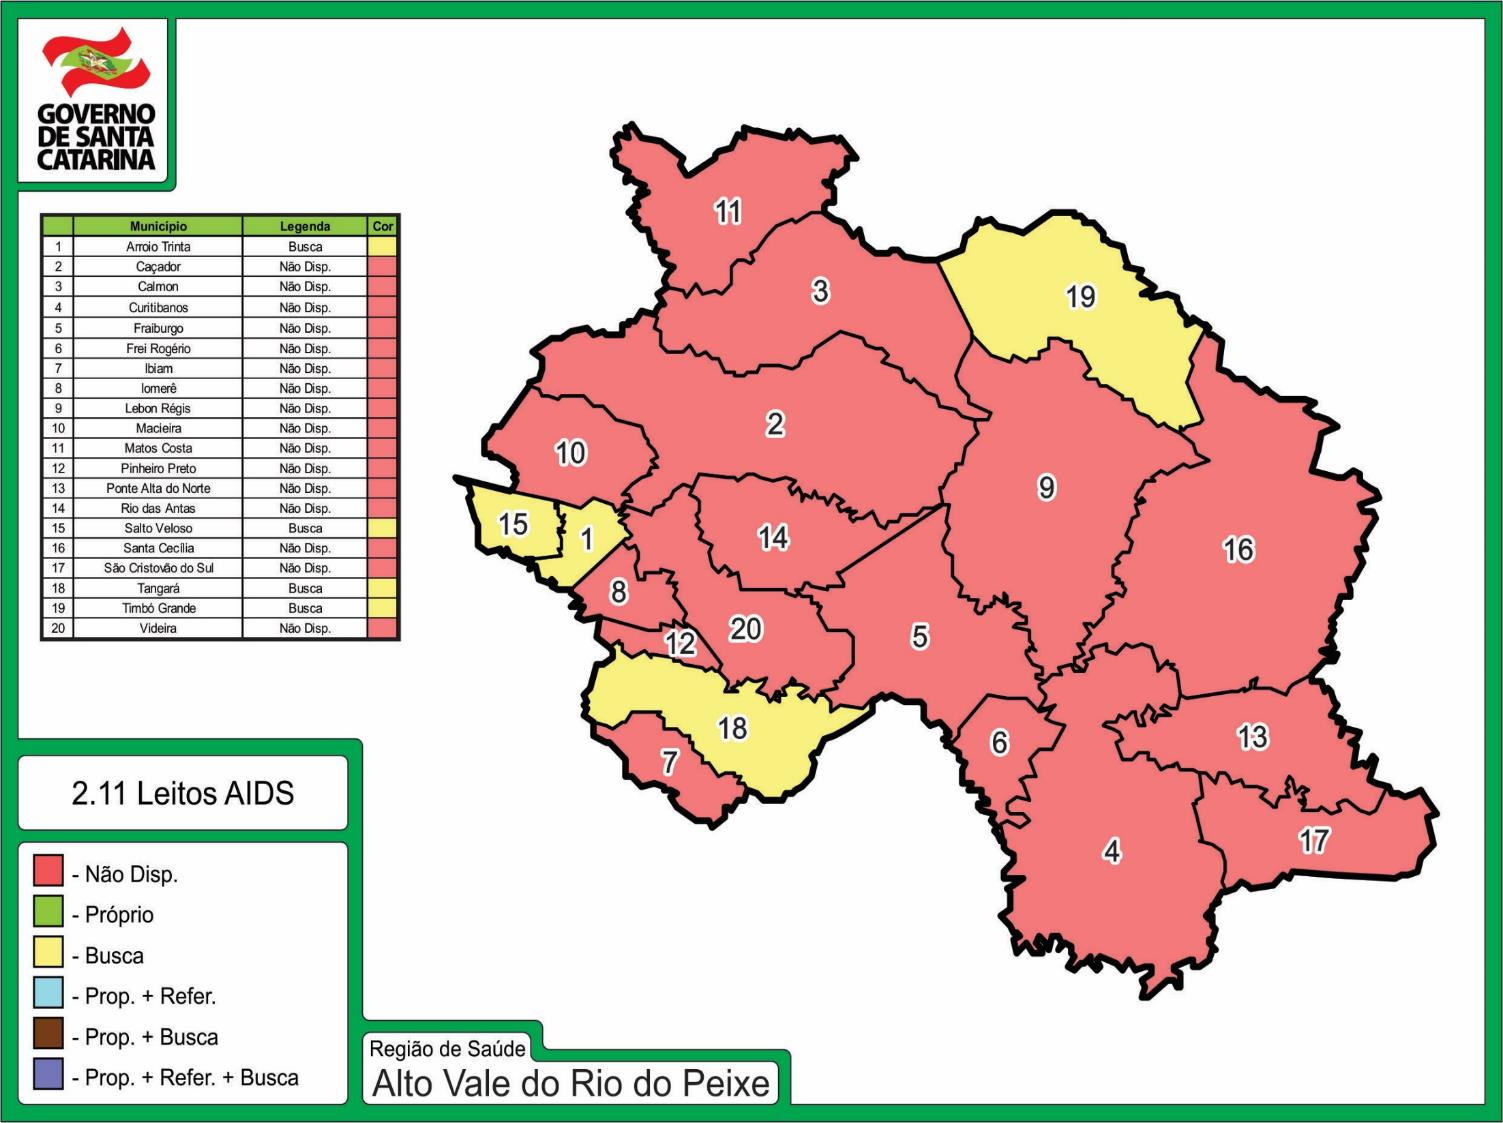 GOVERNO
DE SANTA
CATARINA
Município Legenda Cor
1 Arroio Trinta Busca
2 Caçador Não Disp.
3 Calmon Não Disp.
4 Curitibanos Não Disp.
5 Fraiburgo Não Disp.
6 Frei Rogério Não Disp.
7 Ibiam Não Disp.
8 Iomerê Não Disp.
9 Lebon Régis Não Disp.
10 Macieira Não Disp.
11 Matos Costa Não Disp.
12 Pinheiro Preto Não Disp.
13 Ponte Alta do Norte Não Disp.
14 Rio das Antas Não Disp.
15 Salto Veloso Busca
16 Santa Cecília Não Disp.
17 São Cristovão do Sul Não Disp.
18 Tangará Busca
19 Timbó Grande Busca
20 Videira Não Disp.
11
3
19
2
10
9
15
1
14
16
8
20
12
5
18
7
6
13
4
17
2.11 Leitos AIDS
- Não Disp.
- Próprio
- Busca
- Prop. + Refer.
- Prop. + Busca
- Prop. + Refer. + Busca
Região de Saúde
Alto Vale do Rio do Peixe